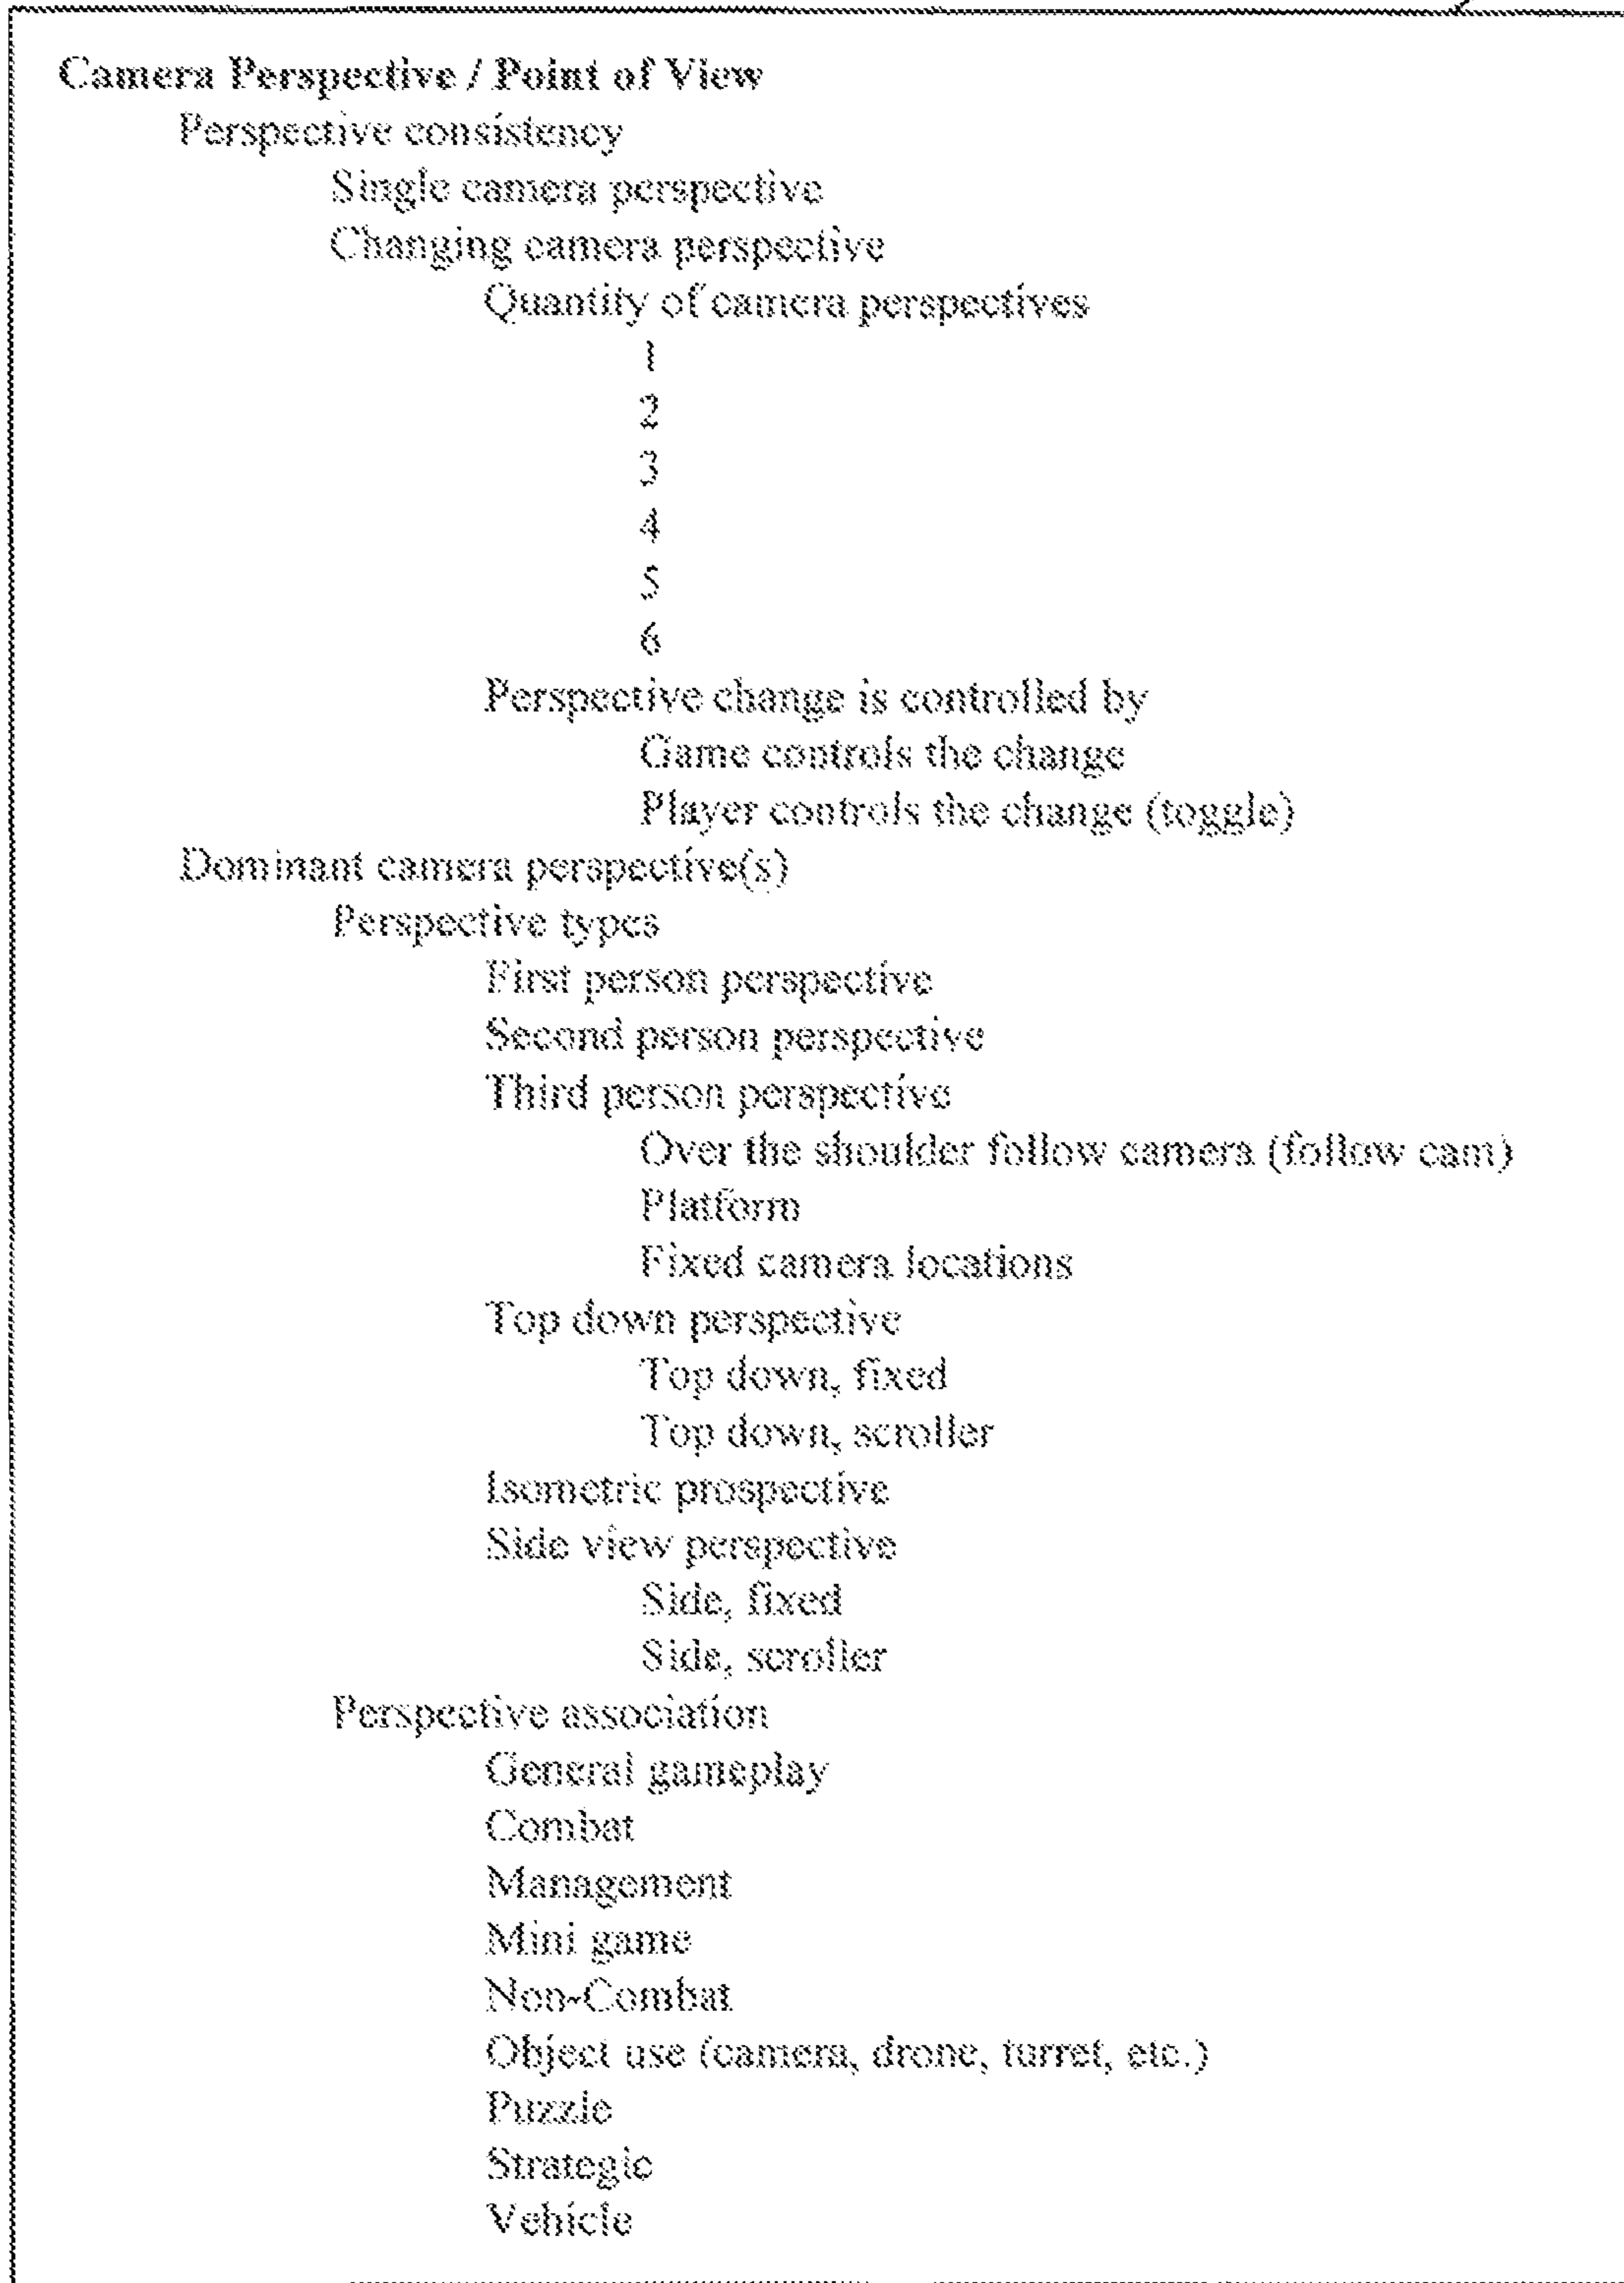 Camera Perspective / Point of View
Perspective consistency
Single camera perspective
Changing camera perspective
Quantity of camera perspectives
1
2
3
4
5
6
Perspective change is controlled by
Game controls the change
Player controls the change (toggle)
Dominant camera perspective(s)
Perspective types
First person perspective
Second person perspective
Third person perspective
Over the shoulder follow camera (follow cam)
Platform
Fixed camera locations
Top down perspective
Top down, fixed
Top down, scroller
Isometric prospective
Side view perspective
Side, fixed
Side, scroller
Perspective association
General gameplay
Combat
Management
Mini game
Non-Combat
Object use (camera, drone, turret, etc.)
Puzzle
Strategic
Vehicle